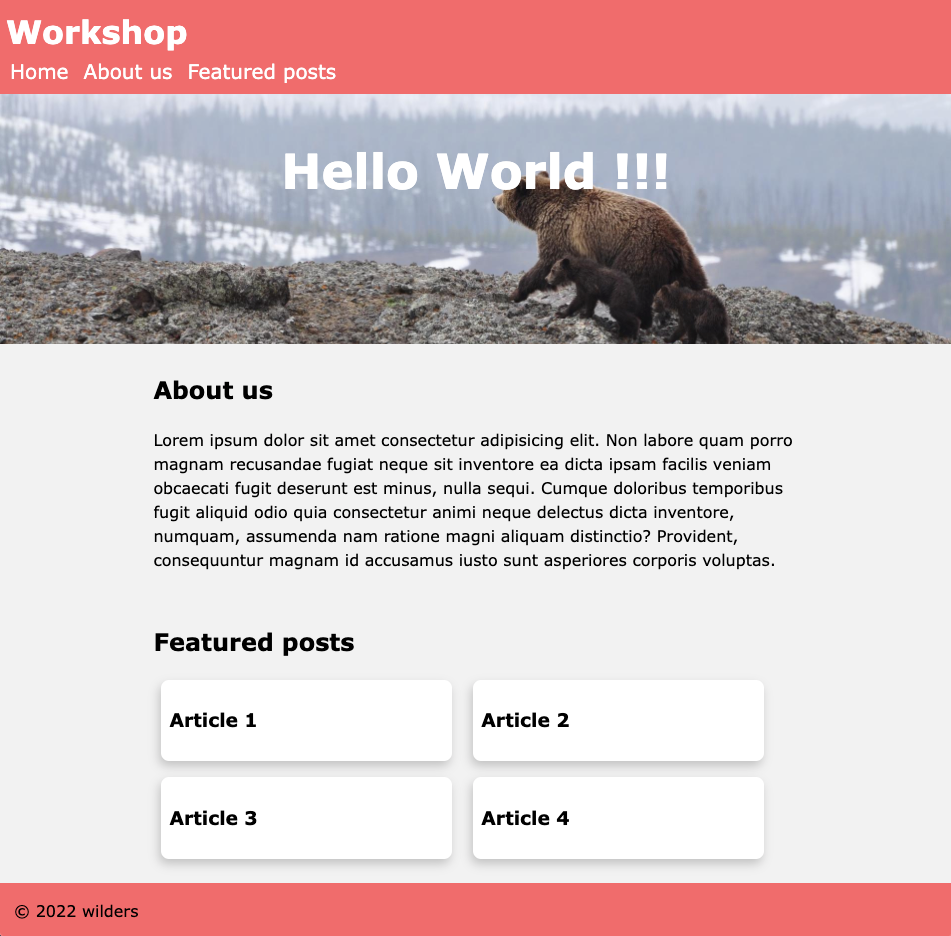 Workshop
Home About us Featured posts
Hello World !!!
About us
Lorem ipsum dolor sit amet consectetur adipisicing elit. Non labore quam porro
magnam recusandae fugiat neque sit inventore ea dicta ipsam facilis veniam
obcaecati fugit deserunt est minus, nulla sequi. Cumque doloribus temporibus
fugit aliquid odio quia consectetur animi neque delectus dicta inventore,
numquam, assumenda nam ratione magni aliquam distinctio? Provident,
consequuntur magnam id accusamus iusto sunt asperiores corporis voluptas.
Featured posts
Article 1
Article 2
Article 3
Article 4
© 2022 wilders